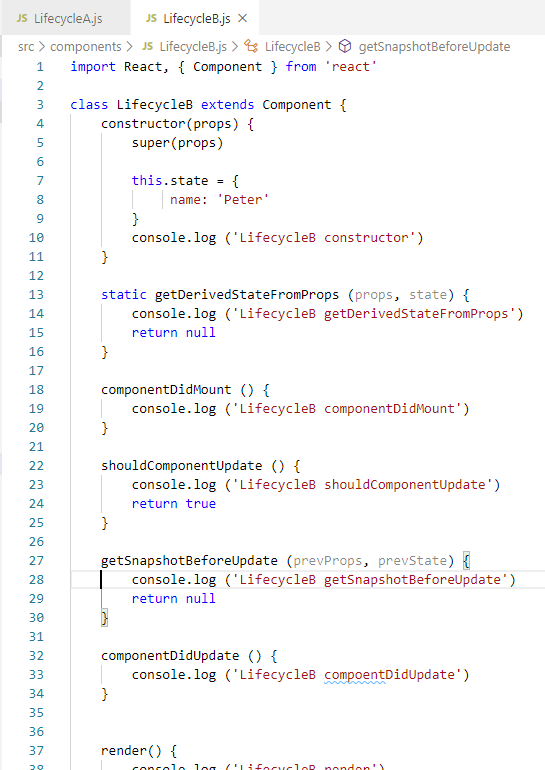 JS LifecycleA.js JS LifecycleB.js ×
src > components > JS LifecycleB.js > LifecycleB > getSnapshotBeforeUpdate
1 import React, { Component } from 'react'
2
3 class LifecycleB extends Component {
4 constructor(props) {
5 super(props)
6
7 this.state = {
8 name: 'Peter'
9 }
10 console.log ('LifecycleB constructor')
11 }
12
13 static getDerivedStateFromProps (props, state) {
14 console.log ('LifecycleB getDerivedStateFromProps')
15 return null
16 }
17
18 componentDidMount () {
19 console.log ('LifecycleB componentDidMount')
20 }
21
22 shouldComponentUpdate () {
23 console.log ('LifecycleB shouldComponentUpdate')
24 return true
25 }
26
27 getSnapshotBeforeUpdate (prevProps, prevState) {
28 console.log ('LifecycleB getSnapshotBeforeUpdate')
29 return null
30 }
31
32 componentDidUpdate () {
33 console.log ('LifecycleB compoentDidUpdate')
34 }
35
36
37 render() {
38 console.log ('LifecycleB render')